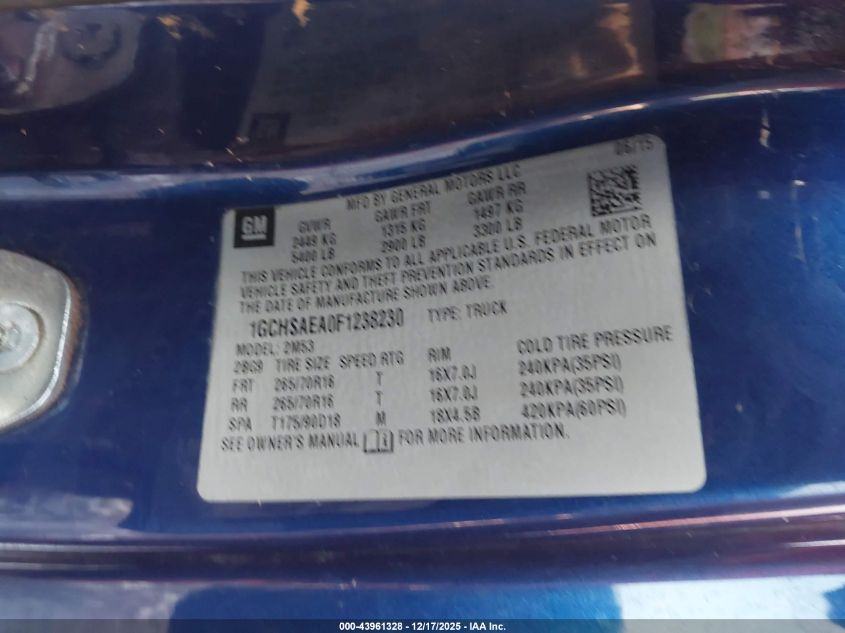 06/15
MFD BY GENERAL MOTORS LLC
GM
GVWR GAWR FRT GAWR RR
2449 KG 1315 KG 1497 KG
5400 LB 2900 LB 3300 LB
THIS VEHICLE CONFORMS TO ALL APPLICABLE U.S. FEDERAL MOTOR
VEHICLE SAFETY AND THEFT PREVENTION STANDARDS IN EFFECT ON
THE DATE OF MANUFACTURE SHOWN ABOVE.
1GCHSAEA0F1238230 TYPE: TRUCK
MODEL: 2M53
28G9 TIRE SIZE SPEED RTG RIM COLD TIRE PRESSURE
FRT 265/70R16 T 16X7.0J 240KPA(35PSI)
RR 265/70R16 T 16X7.0J 240KPA(35PSI)
SPA T175/90D18 M 18X4.5B 420KPA(60PSI)
SEE OWNER'S MANUAL FOR MORE INFORMATION.
000-43961328 - 12/17/2025 - IAA Inc.